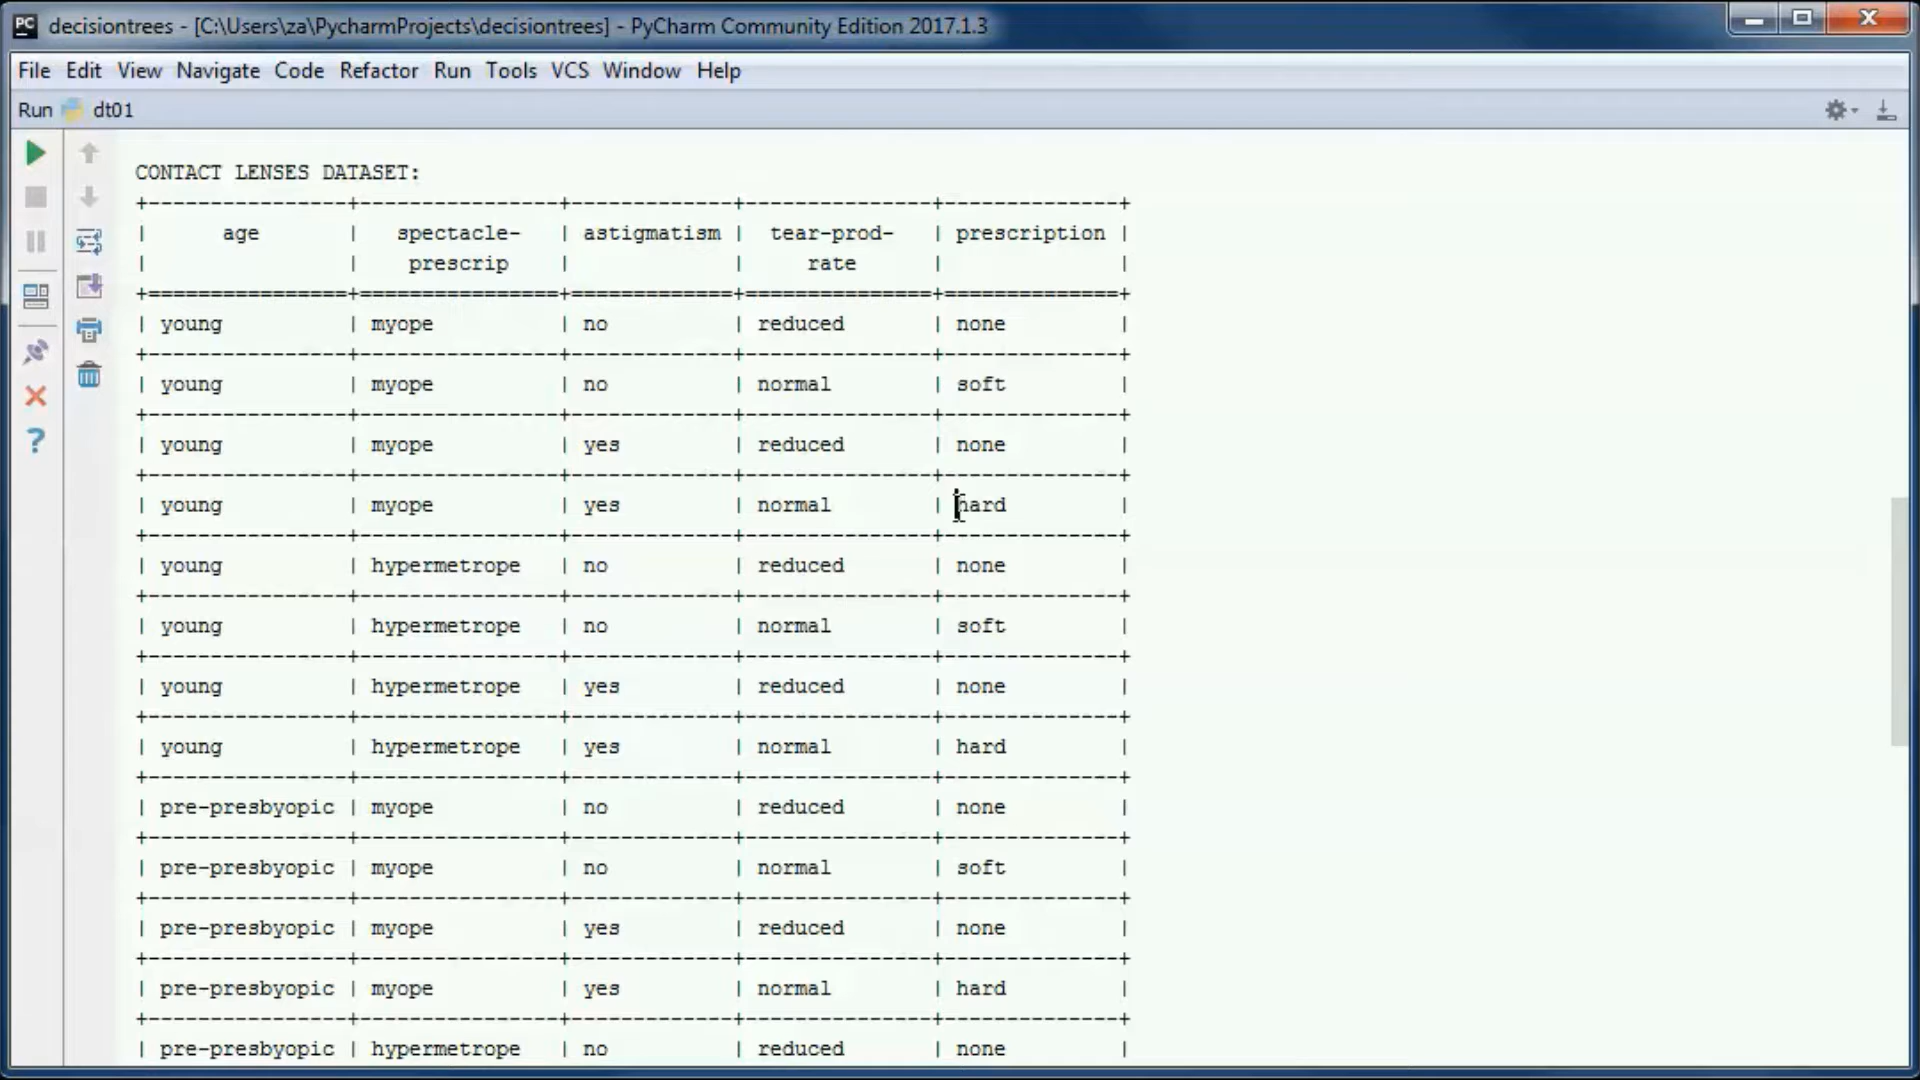 PC decisiontrees - [C:\Users\za\PycharmProjects\decisiontrees] - PyCharm Community Edition 2017.1.3
File Edit View Navigate Code Refactor Run Tools VCS Window Help
Run dt01
CONTACT LENSES DATASET:
+----------------+----------------+-------------+---------------+--------------+
| age | spectacle- | astigmatism | tear-prod- | prescription |
| | prescrip | | rate | |
+================+================+=============+===============+==============+
| young | myope | no | reduced | none |
+----------------+----------------+-------------+---------------+--------------+
| young | myope | no | normal | soft |
+----------------+----------------+-------------+---------------+--------------+
| young | myope | yes | reduced | none |
+----------------+----------------+-------------+---------------+--------------+
| young | myope | yes | normal | hard |
+----------------+----------------+-------------+---------------+--------------+
| young | hypermetrope | no | reduced | none |
+----------------+----------------+-------------+---------------+--------------+
| young | hypermetrope | no | normal | soft |
+----------------+----------------+-------------+---------------+--------------+
| young | hypermetrope | yes | reduced | none |
+----------------+----------------+-------------+---------------+--------------+
| young | hypermetrope | yes | normal | hard |
+----------------+----------------+-------------+---------------+--------------+
| pre-presbyopic | myope | no | reduced | none |
+----------------+----------------+-------------+---------------+--------------+
| pre-presbyopic | myope | no | normal | soft |
+----------------+----------------+-------------+---------------+--------------+
| pre-presbyopic | myope | yes | reduced | none |
+----------------+----------------+-------------+---------------+--------------+
| pre-presbyopic | myope | yes | normal | hard |
+----------------+----------------+-------------+---------------+--------------+
| pre-presbyopic | hypermetrope | no | reduced | none |